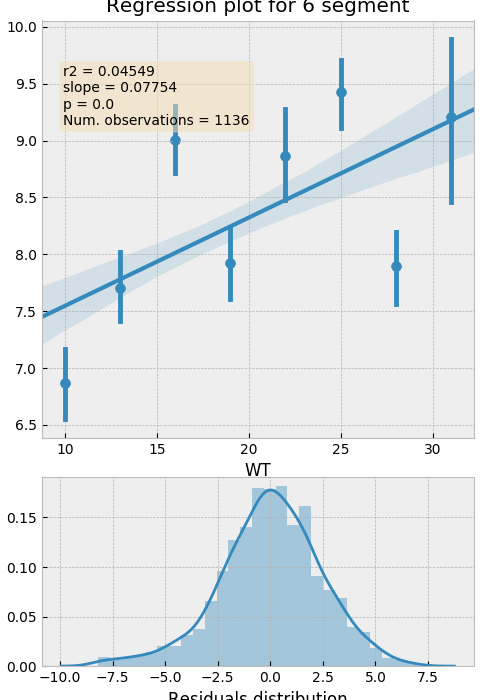 Regression plot for 6 segment
10.0
9.5
9.0
8.5
8.0
7.5
7.0
6.5
r2 = 0.04549
slope = 0.07754
p = 0.0
Num. observations = 1136
10 15 20 25 30
WT
0.15
0.10
0.05
0.00
−10.0 −7.5 −5.0 −2.5 0.0 2.5 5.0 7.5
Residuals distribution